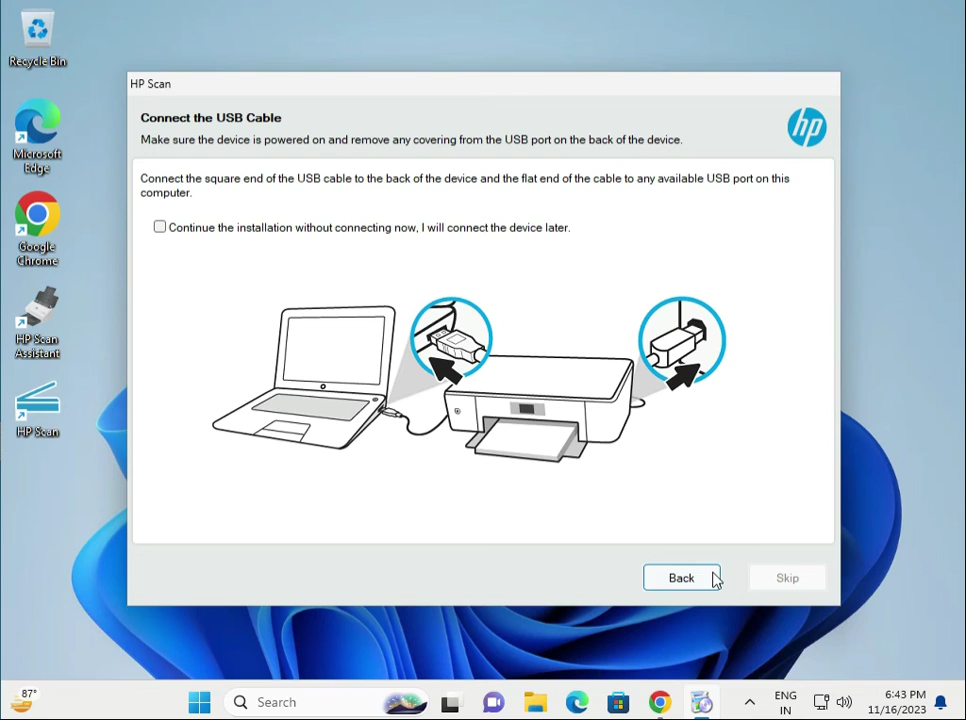 Recycle Bin
Microsoft
Edge
Google
Chrome
HP Scan
Assistant
HP Scan
HP Scan
Connect the USB Cable
Make sure the device is powered on and remove any covering from the USB port on the back of the device.
hp
Connect the square end of the USB cable to the back of the device and the flat end of the cable to any available USB port on this
computer.
Continue the installation without connecting now, I will connect the device later.
Back
Skip
87°
Search
ENG
IN
6:43 PM
11/16/2023